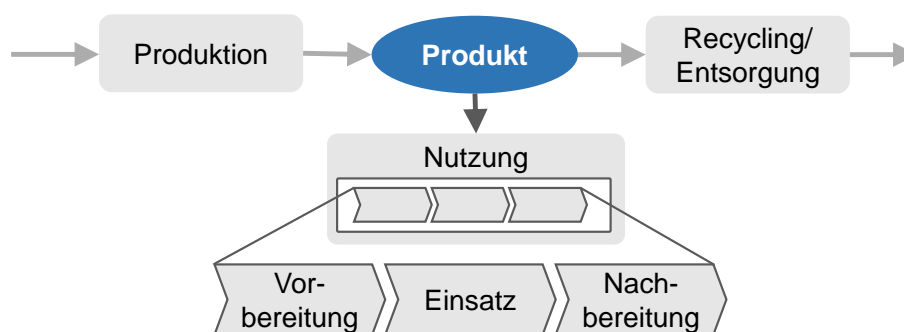 Produktion
Produkt
Recycling/
Entsorgung
Nutzung
Vor-
bereitung
Einsatz
Nach-
bereitung